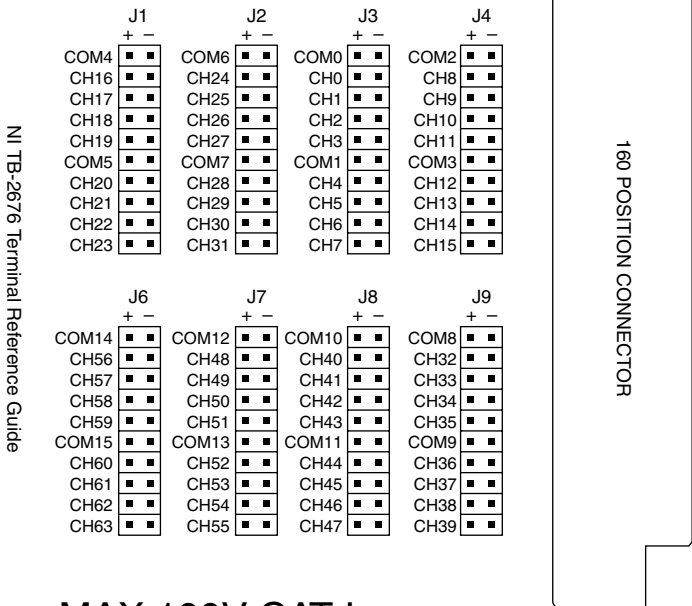 J1 J2 J3 J4
+ − + − + − + −
COM4 COM6 COM0 COM2
CH16 CH24 CH0 CH8
CH17 CH25 CH1 CH9
CH18 CH26 CH2 CH10
CH19 CH27 CH3 CH11
COM5 COM7 COM1 COM3
CH20 CH28 CH4 CH12
CH21 CH29 CH5 CH13
CH22 CH30 CH6 CH14
CH23 CH31 CH7 CH15
J6 J7 J8 J9
+ − + − + − + −
COM14 COM12 COM10 COM8
CH56 CH48 CH40 CH32
CH57 CH49 CH41 CH33
CH58 CH50 CH42 CH34
CH59 CH51 CH43 CH35
COM15 COM13 COM11 COM9
CH60 CH52 CH44 CH36
CH61 CH53 CH45 CH37
CH62 CH54 CH46 CH38
CH63 CH55 CH47 CH39
NI TB-2676 Terminal Reference Guide
160 POSITION CONNECTOR
MAX 100V CAT I